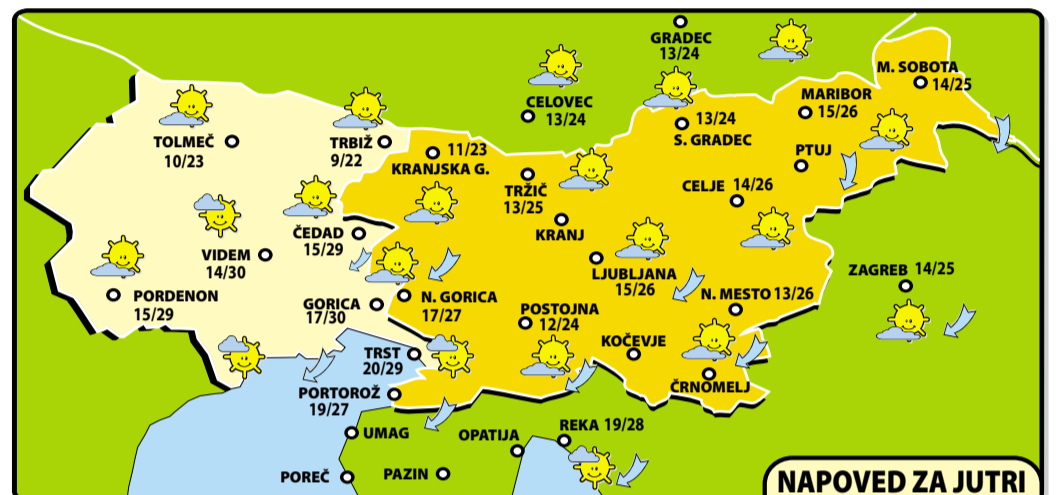 GRADEC
13/24
M. SOBOTA
14/25
CELOVEC
13/24
MARIBOR
15/26
13/24
S. GRADEC
TOLMEČ
10/23
TRBIŽ
9/22
11/23
KRANJSKA G.
PTUJ
TRŽIČ
13/25
CELJE 14/26
KRANJ
ČEDAD
15/29
VIDEM
14/30
LJUBLJANA
15/26
ZAGREB 14/25
PORDENON
15/29
GORICA
17/30
N. GORICA
17/27
N. MESTO 13/26
POSTOJNA
12/24
KOČEVJE
TRST
20/29
ČRNOMELJ
PORTOROŽ
19/27
UMAG
OPATIJA
REKA 19/28
POREČ
PAZIN
NAPOVED ZA JUTRI